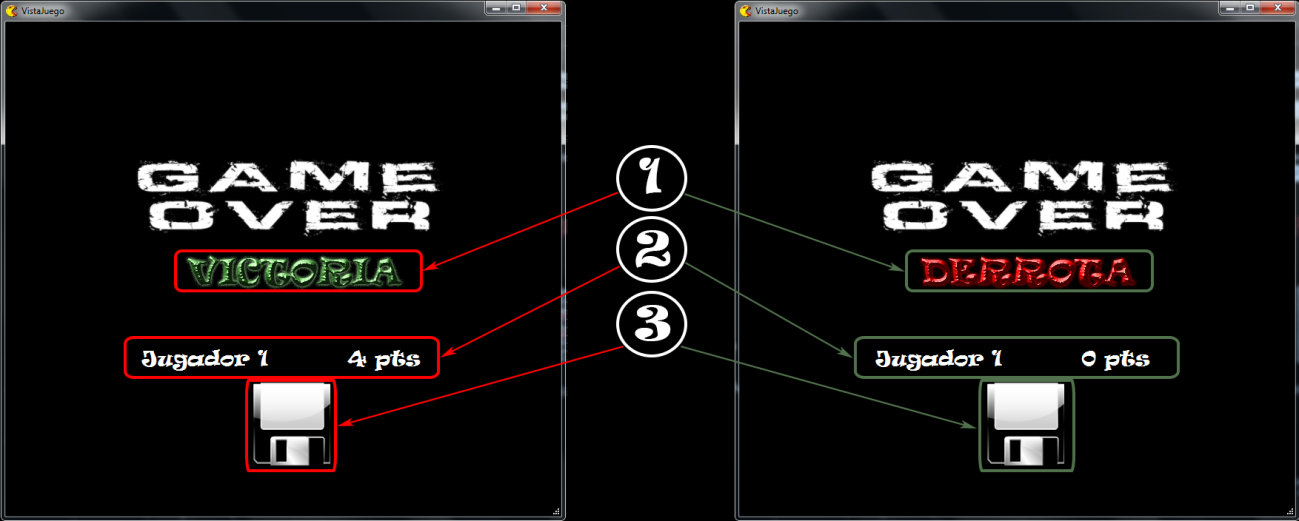 VistaJuego
GAME
OVER
VICTORIA
Jugador 1 4 pts
1
2
3
VistaJuego
GAME
OVER
DERROTA
Jugador 1 0 pts